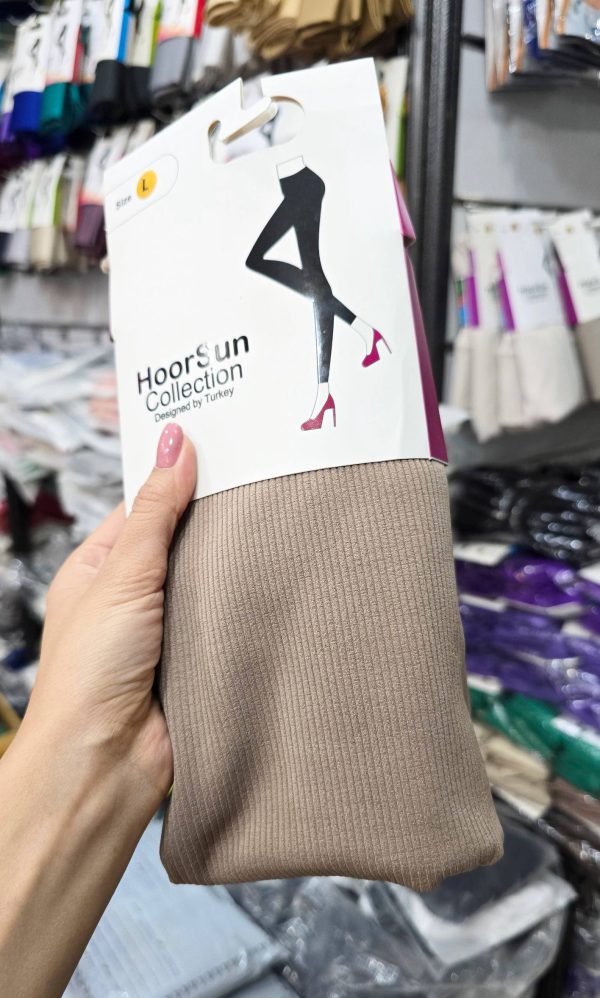 Size L
HoorSun
Collection
Designed by Turkey